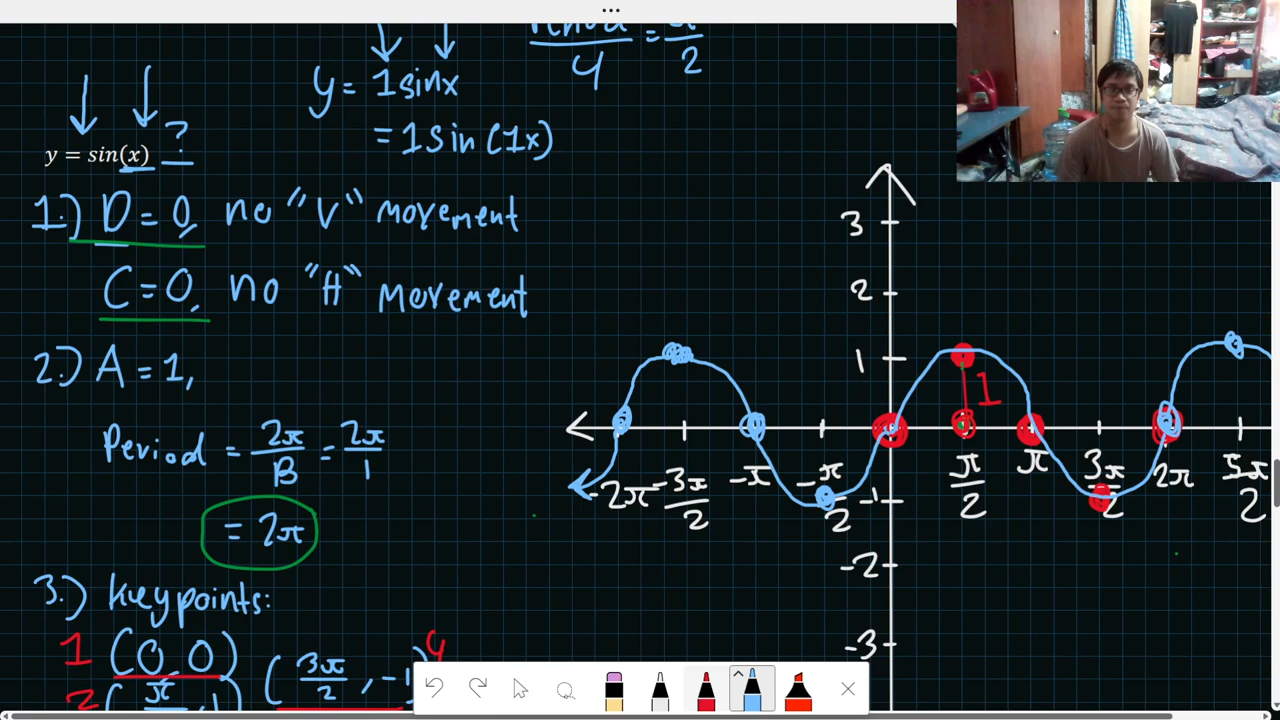 y = 1sinx
= 1sin(1x)
4 = 2
?
y = sin(x)
1.) D = 0, no "V" movement
C = 0, no "H" movement
2.) A = 1,
Period = 2π/B = 2π/1
= 2π
3.) Keypoints:
1 (0, 0)
(3π/2, -1) 4
2 (π, 1)
3
2
1
1
-2π -3π/2 -π -π/2 π/2 π 3π/2 2π 5π/2
-1
-2
-3